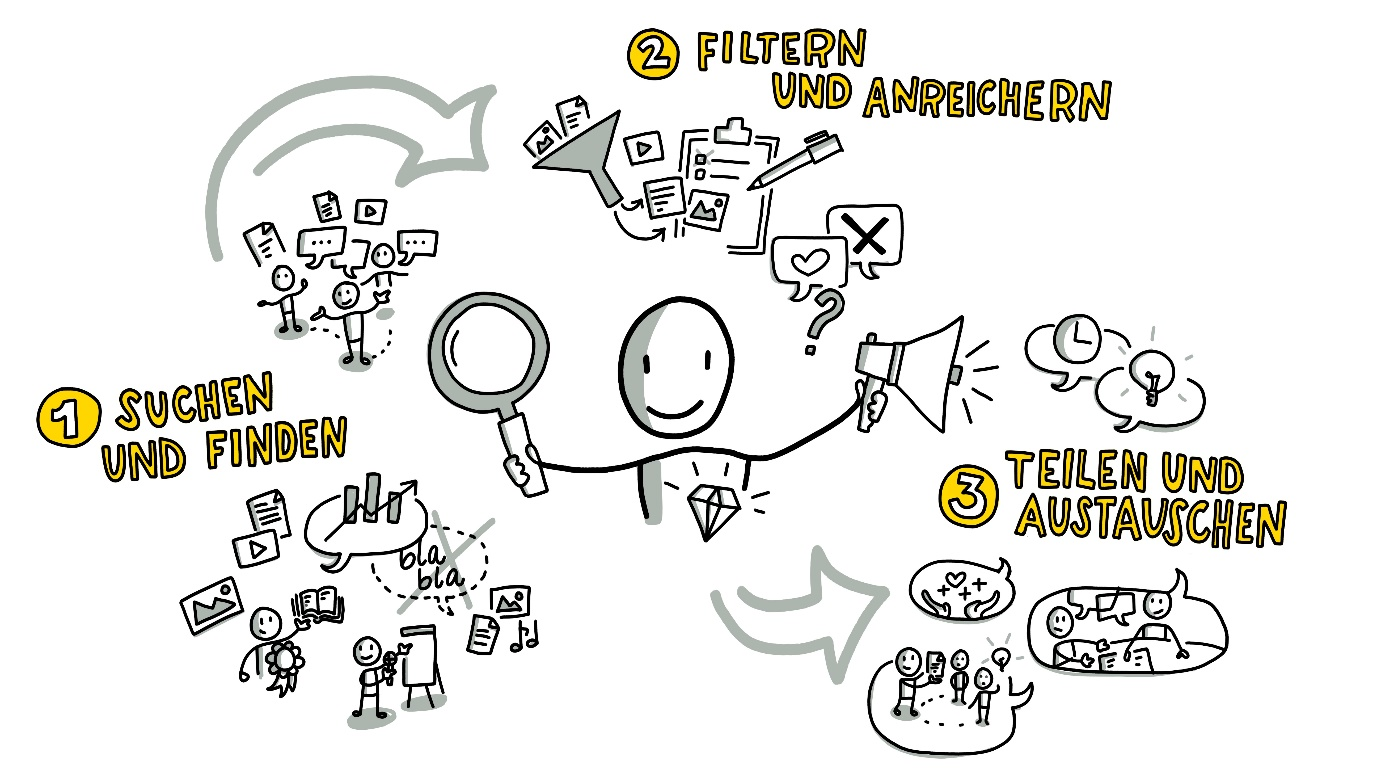 1 SUCHEN
UND FINDEN
2 FILTERN
UND ANREICHERN
3 TEILEN UND
AUSTAUSCHEN
bla
bla
?